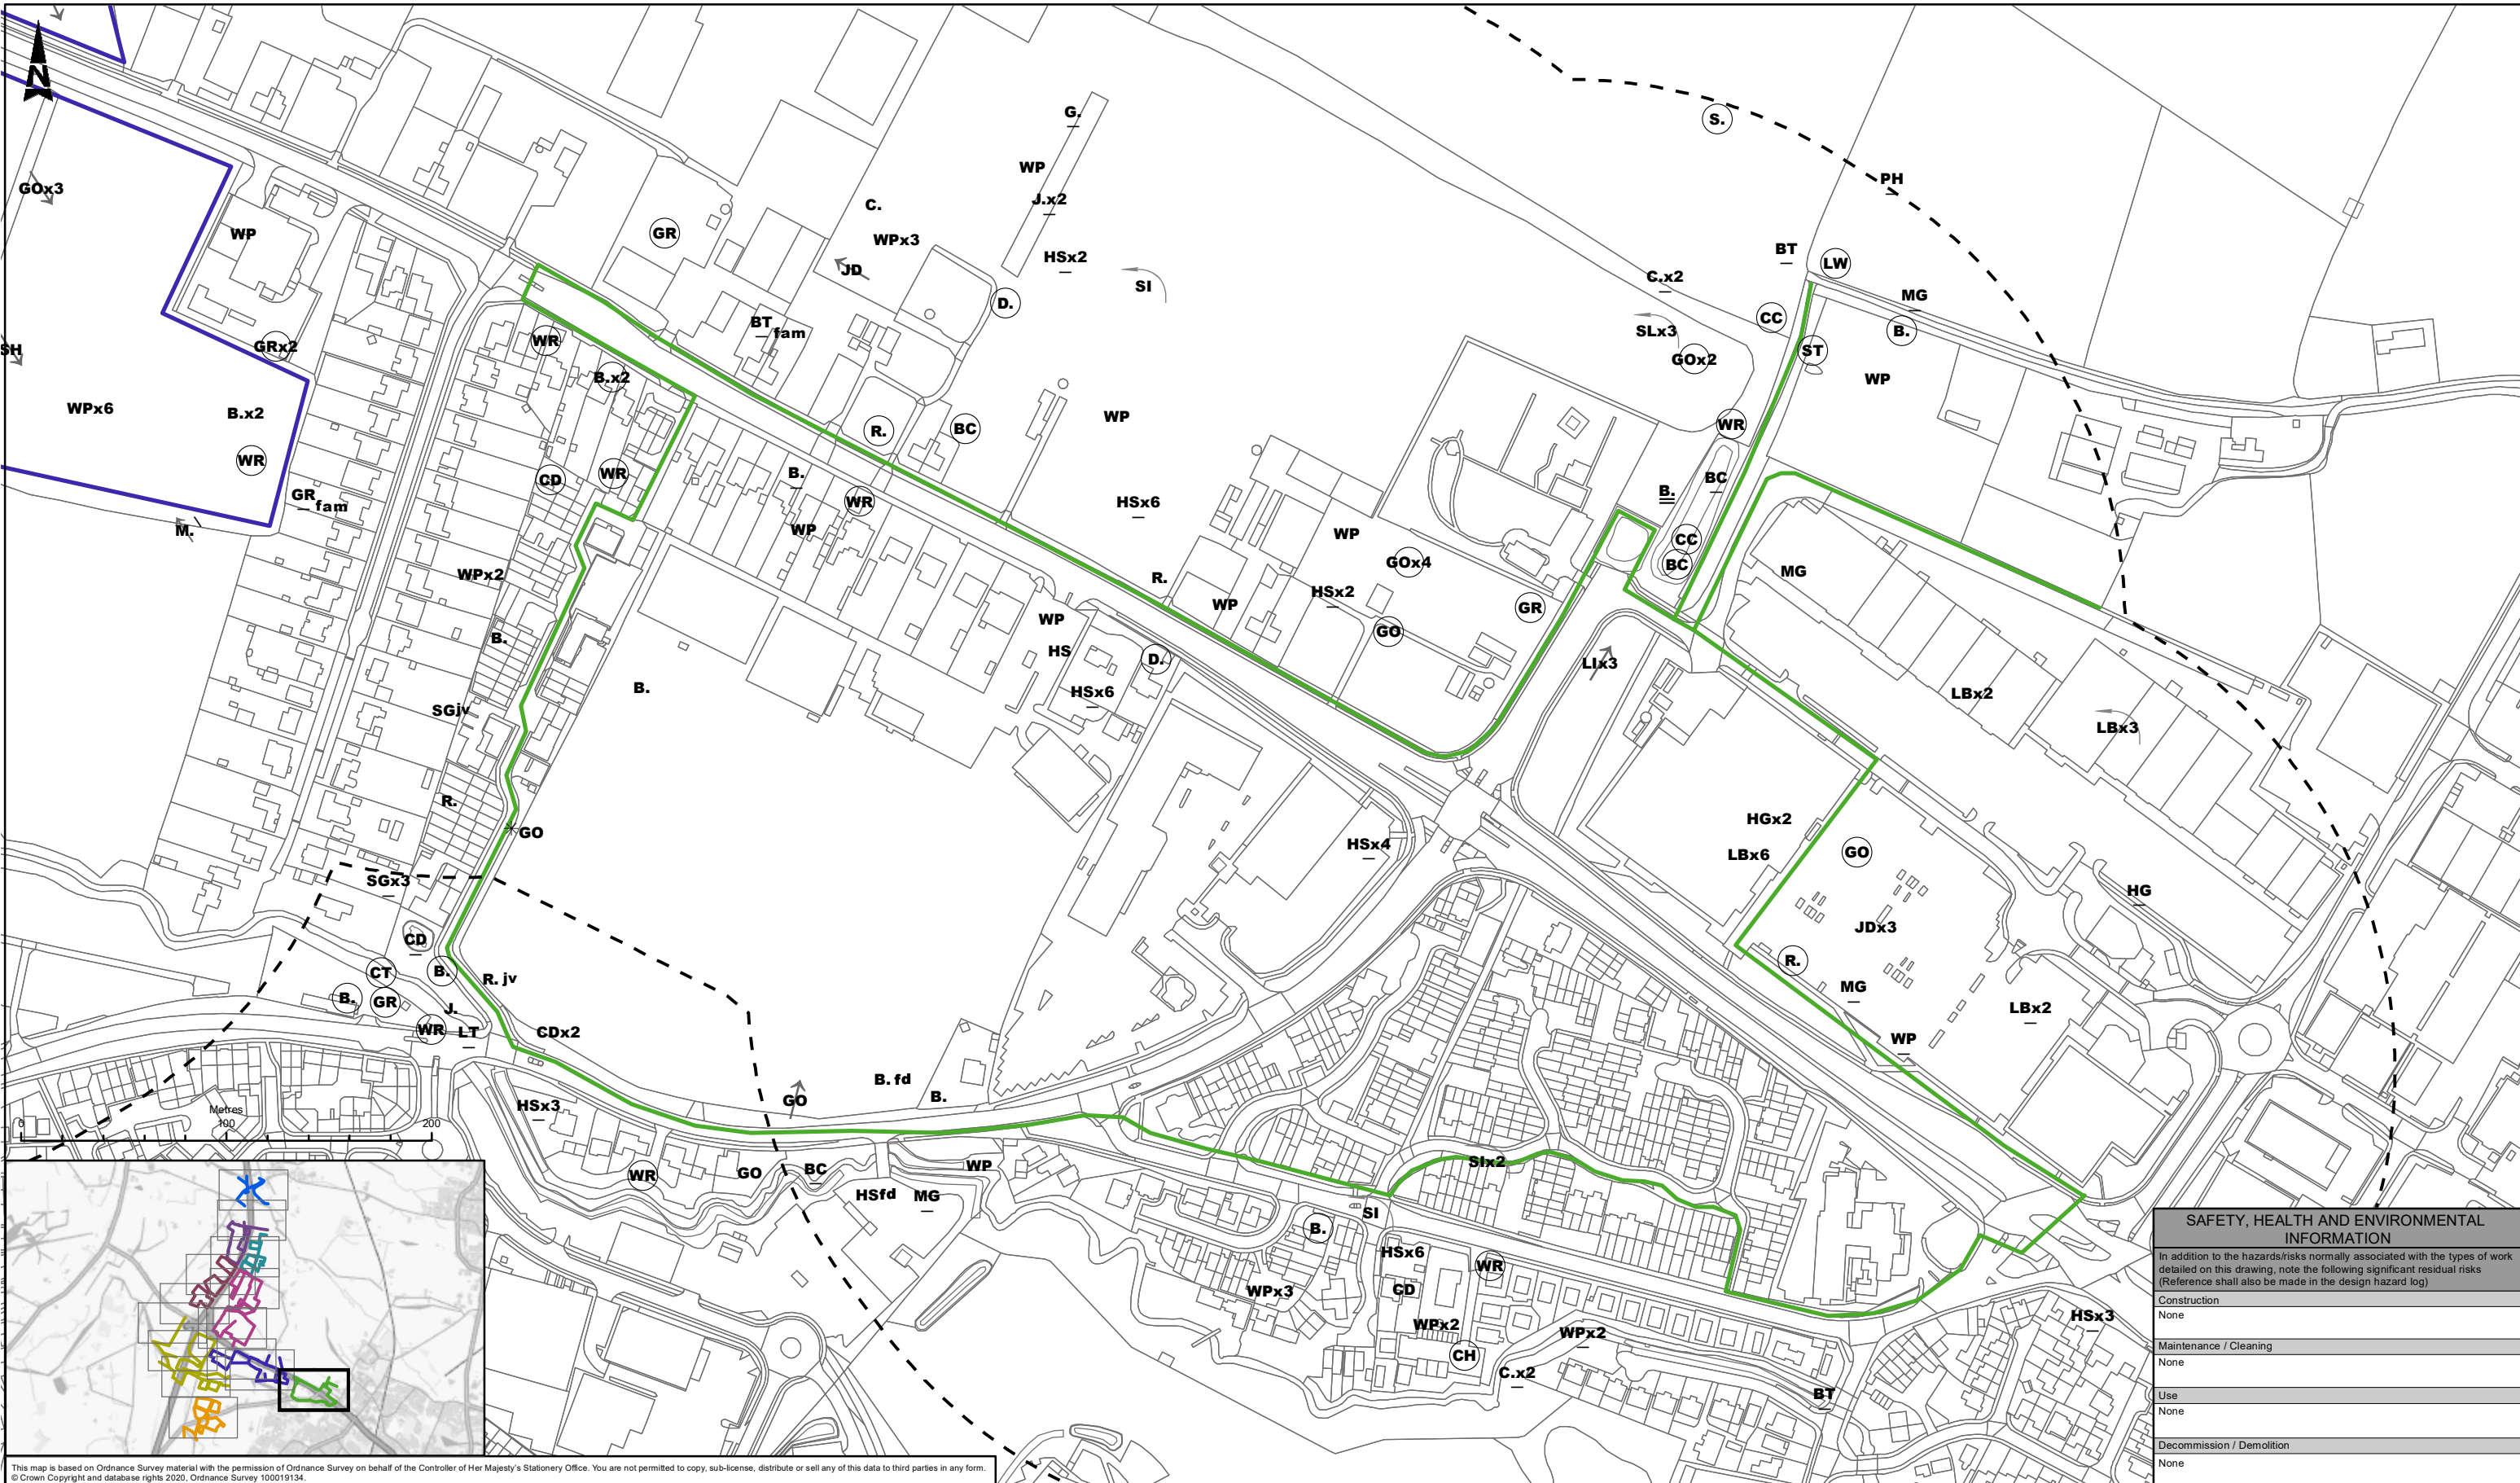 N
G.
S.
GOx3
WP
PH
J.x2
WP
C.
GR
WPx3
BT
HSx2
LW
JD
C.x2
SI
MG
D.
CC
BT
fam
SLx3
B.
WR
SH
GRx2
ST
GOx2
B.x2
WP
WPx6
B.x2
WP
WR
R.
BC
WR
B.
WR
CD
BC
GR
fam
B.
WR
HSx6
M.
WP
WP
CC
GOx4
BC
MG
WPx2
R.
HSx2
WP
GR
WP
GO
B.
HS
D.
LIx3
B.
HSx6
LBx2
SGjv
LBx3
R.
HGx2
GO
HSx4
GO
LBx6
SGx3
HG
JDx3
CD
R.
CT
B.
R. jv
MG
B.
GR
J.
LBx2
WR
LT
CDx2
WP
B. fd
B.
GO
HSx3
Metres
0
100
200
SIx2
WP
BC
WR
GO
HSfd
MG
SI
B.
SAFETY, HEALTH AND ENVIRONMENTAL
INFORMATION
HSx6
In addition to the hazards/risks normally associated with the types of work
WR
detailed on this drawing, note the following significant residual risks
(Reference shall also be made in the design hazard log)
WPx3
CD
Construction
None
HSx3
WPx2
WPx2
CH
Maintenance / Cleaning
None
C.x2
BT
Use
None
Decommission / Demolition
None
This map is based on Ordnance Survey material with the permission of Ordnance Survey on behalf of the Controller of Her Majesty's Stationery Office. You are not permitted to copy, sub-license, distribute or sell any of this data to third parties in any form.
© Crown Copyright and database rights 2020, Ordnance Survey 100019134.